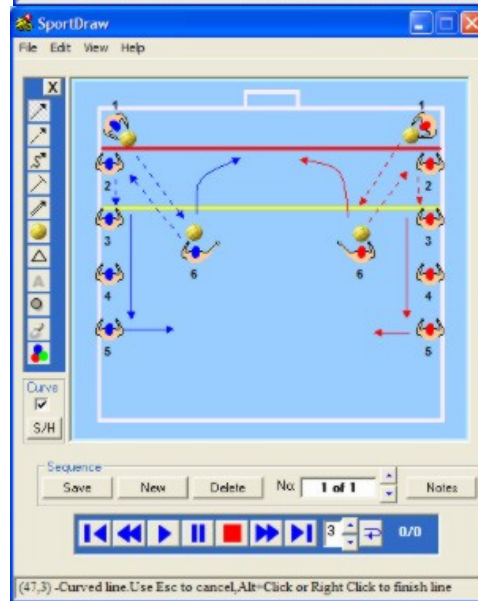 SportDraw
File Edit View Help
X
1 1
2 2
3 3
6 6
4 4
5 5
A
Curve
S/H
Sequence
Save New Delete No: 1 of 1 Notes
3 0/0
(47,3) -Curved line.Use Esc to cancel,Alt+Click or Right Click to finish line